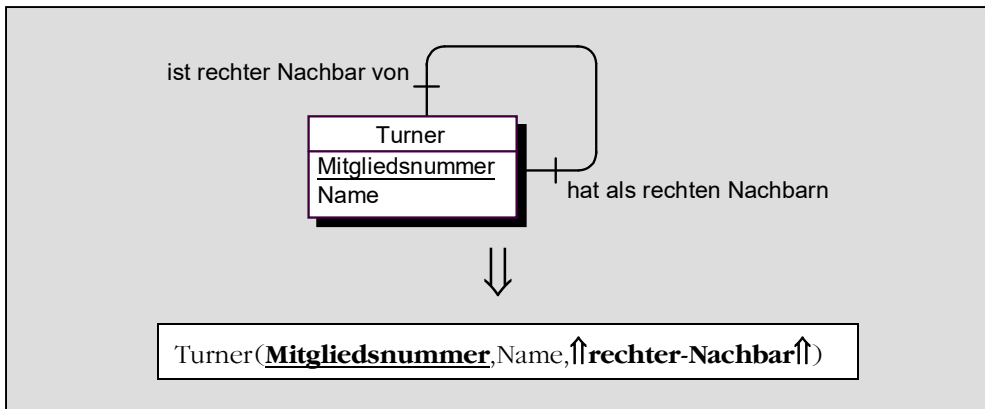 ist rechter Nachbar von
Turner
Mitgliedsnummer
Name
hat als rechten Nachbarn
⇓
Turner(Mitgliedsnummer,Name,⇑rechter-Nachbar⇑)